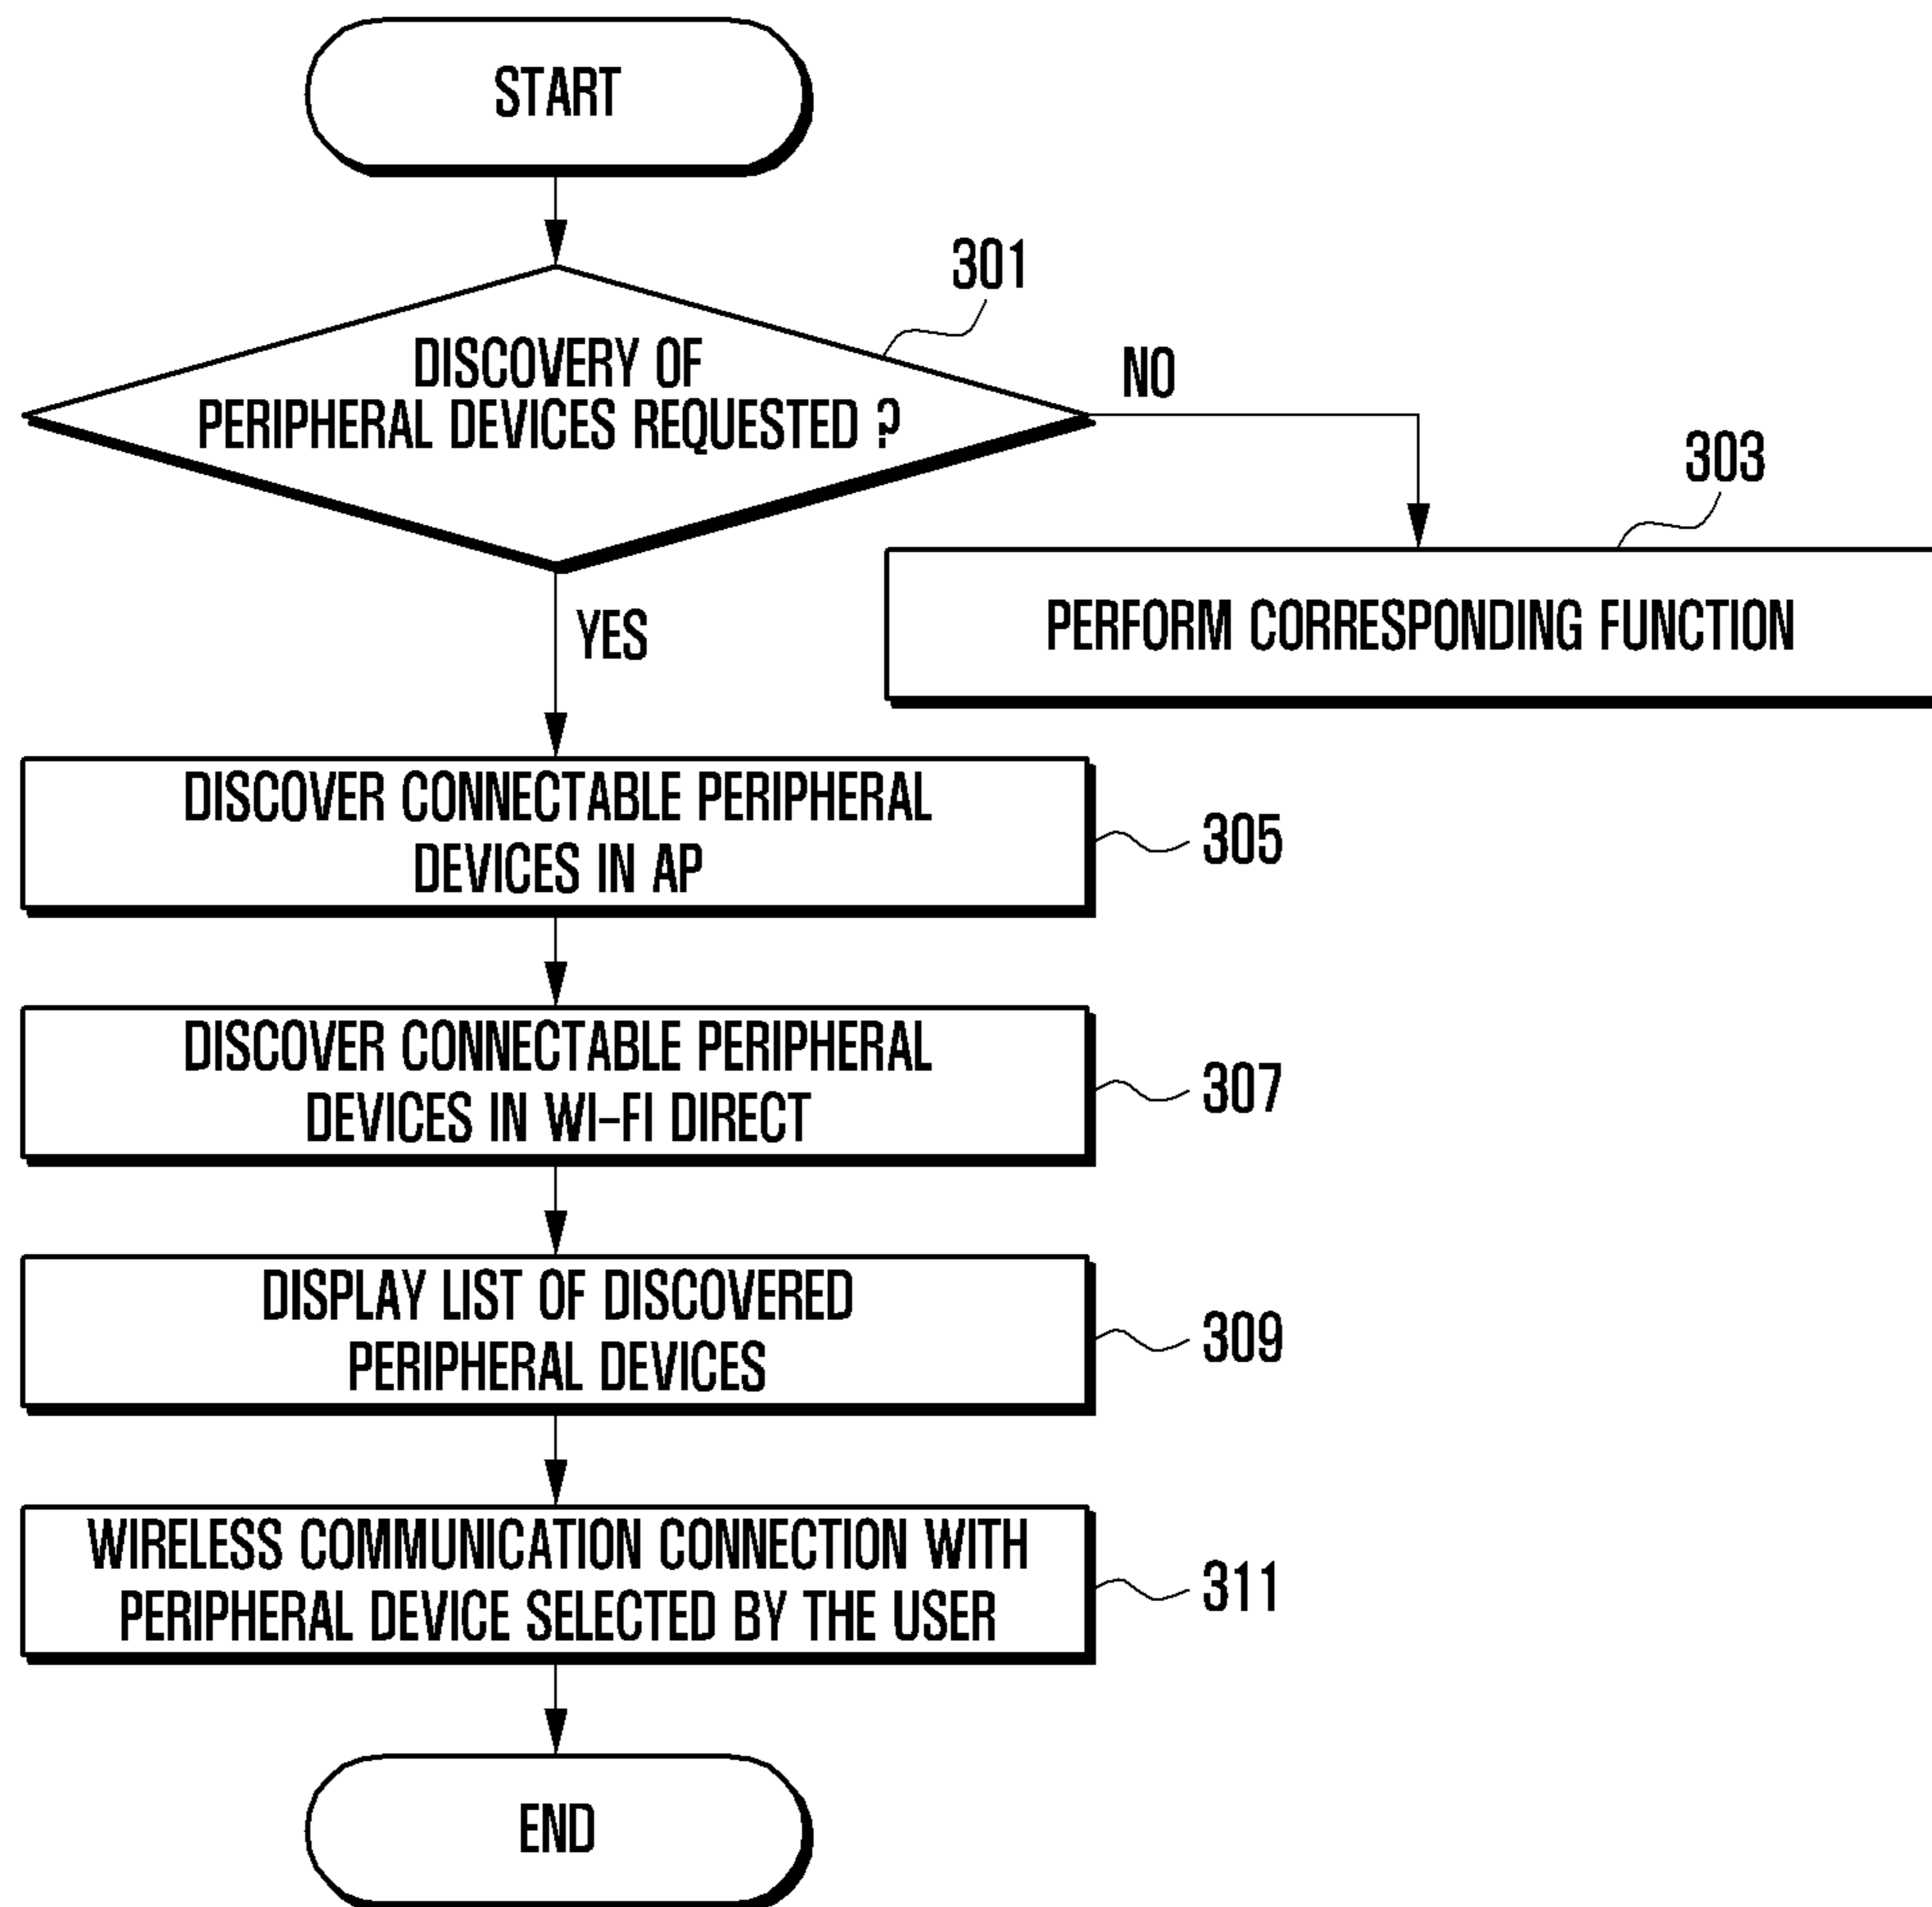 START
301
DISCOVERY OF
PERIPHERAL DEVICES REQUESTED ?
NO
303
PERFORM CORRESPONDING FUNCTION
YES
DISCOVER CONNECTABLE PERIPHERAL
DEVICES IN AP
305
DISCOVER CONNECTABLE PERIPHERAL
DEVICES IN WI-FI DIRECT
307
DISPLAY LIST OF DISCOVERED
PERIPHERAL DEVICES
309
WIRELESS COMMUNICATION CONNECTION WITH
PERIPHERAL DEVICE SELECTED BY THE USER
311
END